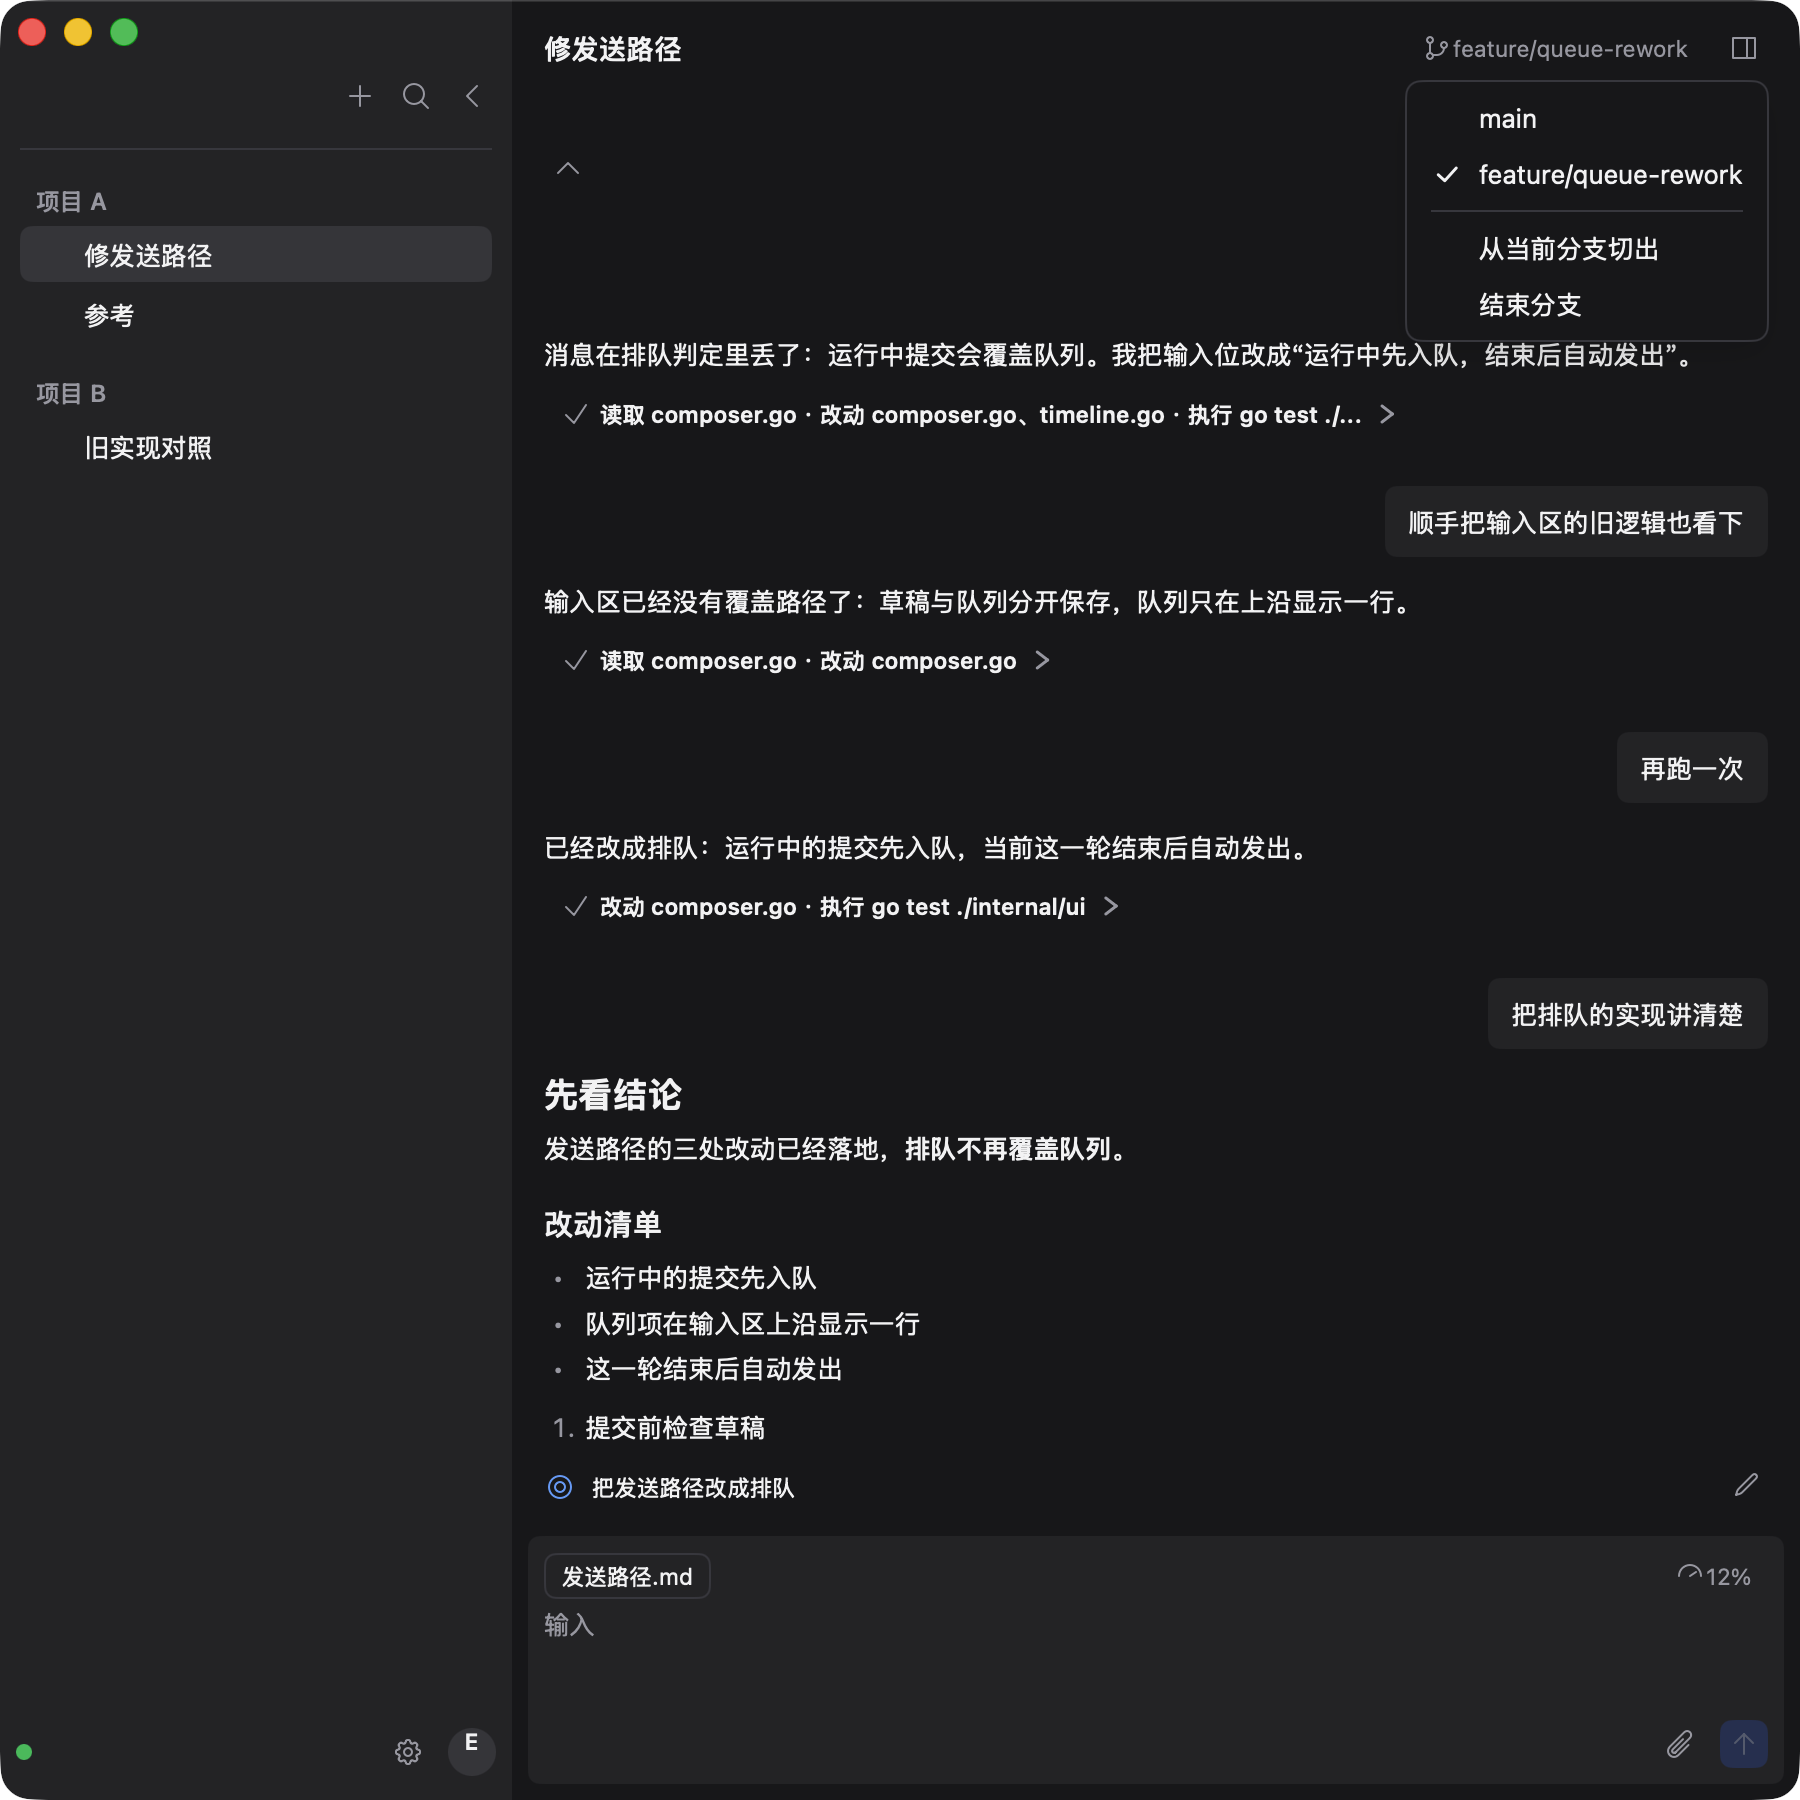 修发送路径
feature/queue-rework
main
feature/queue-rework
从当前分支切出
结束分支
项目 A
修发送路径
参考
项目 B
旧实现对照
消息在排队判定里丢了：运行中提交会覆盖队列。我把输入位改成“运行中先入队，结束后自动发出”。
读取 composer.go · 改动 composer.go、timeline.go · 执行 go test ./...
顺手把输入区的旧逻辑也看下
输入区已经没有覆盖路径了：草稿与队列分开保存，队列只在上沿显示一行。
读取 composer.go · 改动 composer.go
再跑一次
已经改成排队：运行中的提交先入队，当前这一轮结束后自动发出。
改动 composer.go · 执行 go test ./internal/ui
把排队的实现讲清楚
先看结论
发送路径的三处改动已经落地，排队不再覆盖队列。
改动清单
• 运行中的提交先入队
• 队列项在输入区上沿显示一行
• 这一轮结束后自动发出
1. 提交前检查草稿
把发送路径改成排队
发送路径.md
12%
输入
E